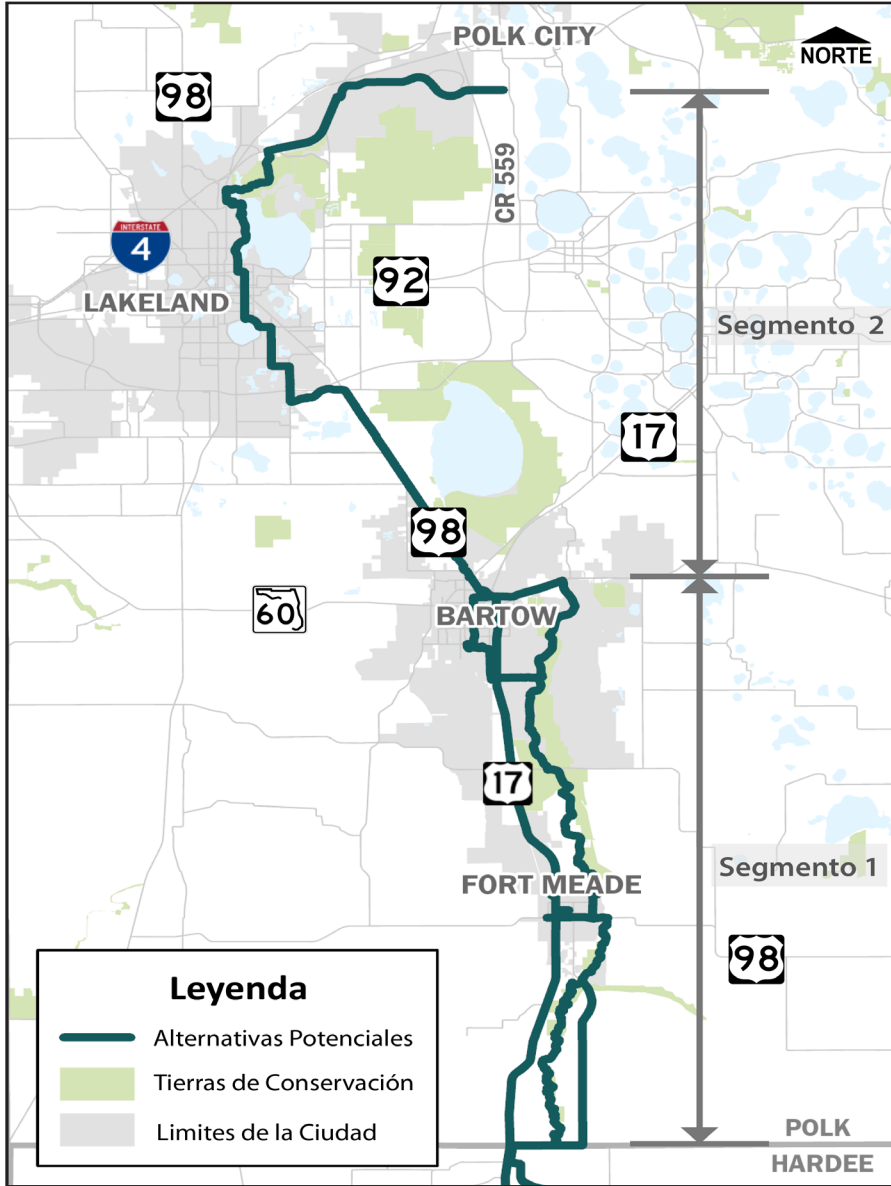 POLK CITY
NORTE
98
CR 559
INTERSTATE
4
92
LAKELAND
Segmento 2
17
98
60
BARTOW
17
Segmento 1
FORT MEADE
98
Leyenda
Alternativas Potenciales
Tierras de Conservación
Limites de la Ciudad
POLK
HARDEE